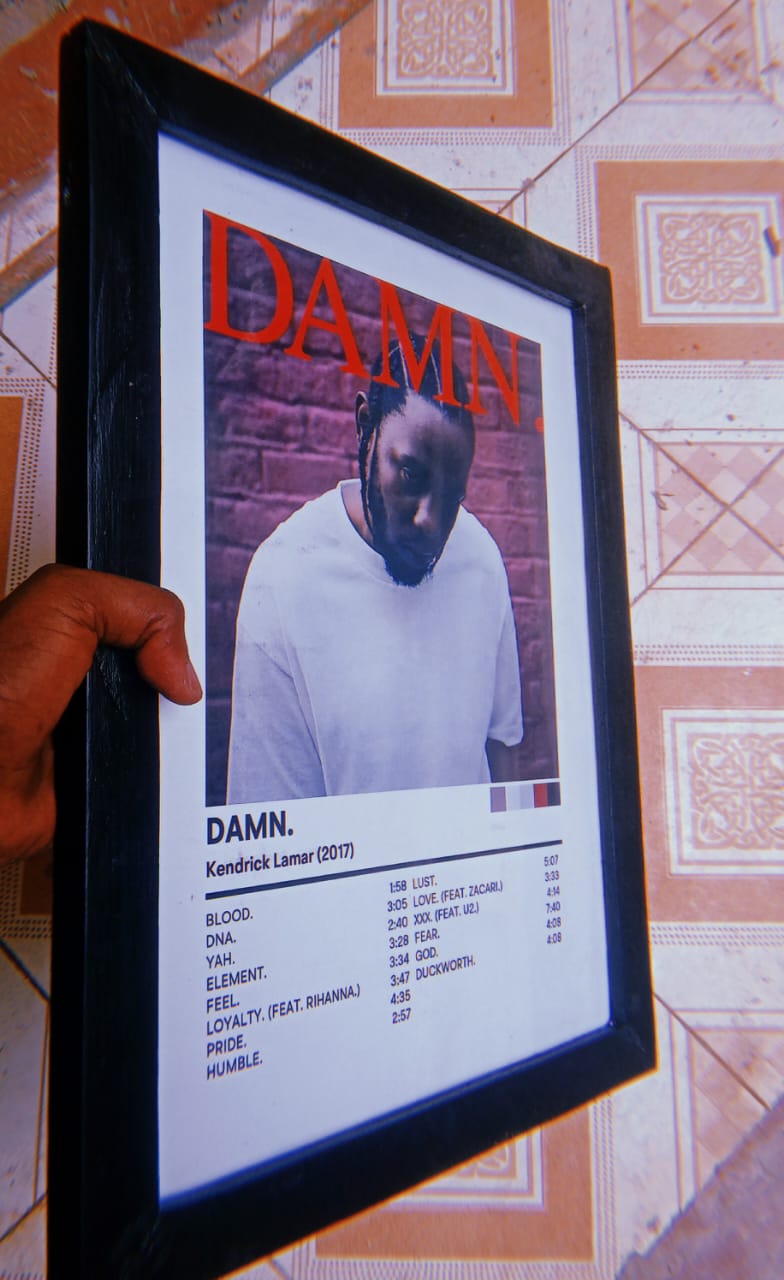 DAMN.
DAMN.
Kendrick Lamar (2017)
BLOOD. 1:58
DNA. 3:05
YAH. 2:40
ELEMENT. 3:28
FEEL. 3:34
LOYALTY. (FEAT. RIHANNA.) 3:47
PRIDE. 4:35
HUMBLE. 2:57
LUST. 5:07
LOVE. (FEAT. ZACARI.) 3:33
XXX. (FEAT. U2.) 4:14
FEAR. 7:40
GOD. 4:08
DUCKWORTH. 4:08